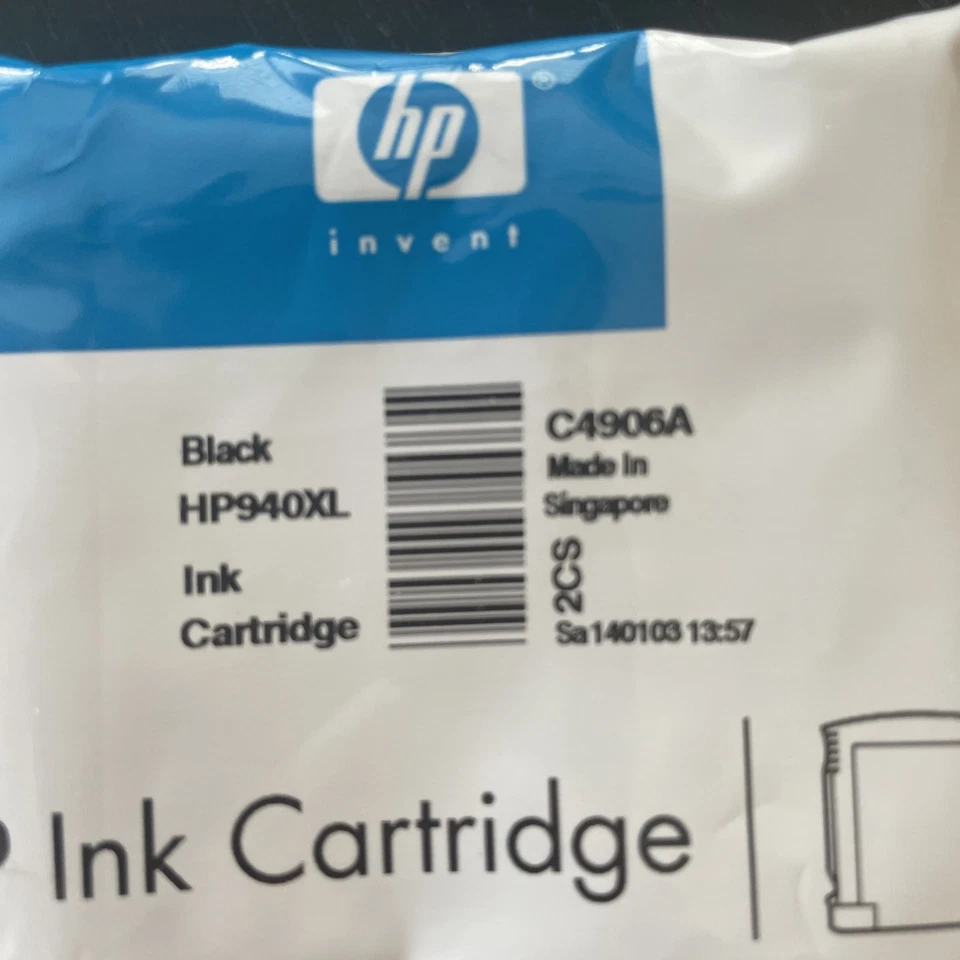 hp ®
invent
Black
HP940XL
Ink
Cartridge
C4906A
Made In
Singapore
2CS
Sa140103 13:57
Ink Cartridge